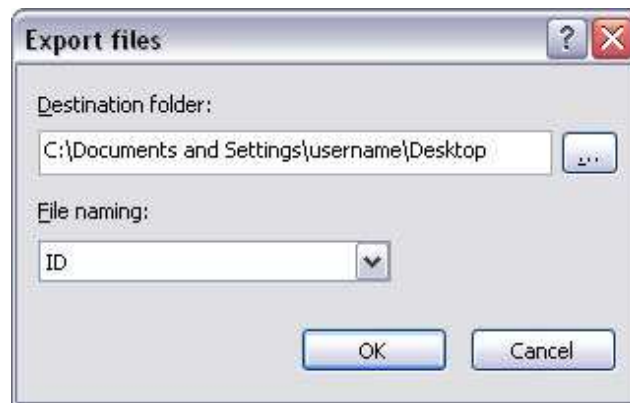 Export files
?
Destination folder:
C:\Documents and Settings\username\Desktop
...
File naming:
ID
OK
Cancel